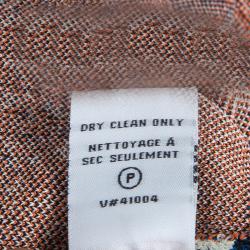 DRY CLEAN ONLY
NETTOYAGE À
SEC SEULEMENT
P
V#41004